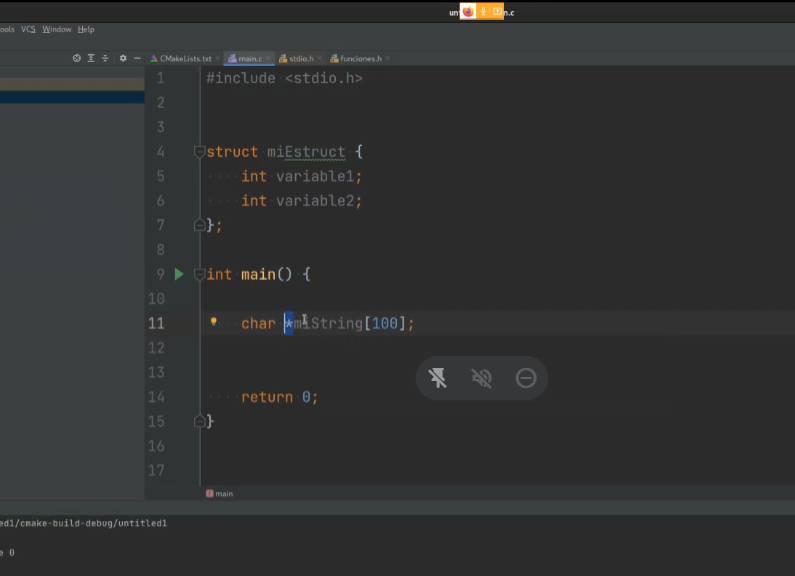 un n.c
ools VCS Window Help
CMakeLists.txt main.c stdio.h funciones.h
1 #include <stdio.h>
2
3
4 struct miEstruct {
5 int variable1;
6 int variable2;
7 };
8
9 int main() {
10
11 char *miString[100];
12
13
14 return 0;
15 }
16
17
main
ed1/cmake-build-debug/untitled1
e 0